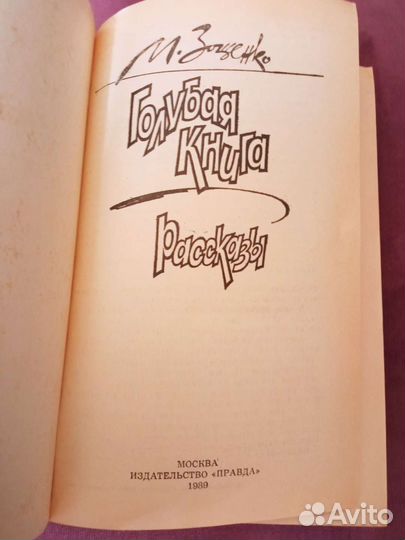 М. Зощенко
Голубая
Книга
Рассказы
МОСКВА
ИЗДАТЕЛЬСТВО «ПРАВДА»
1989
Avito